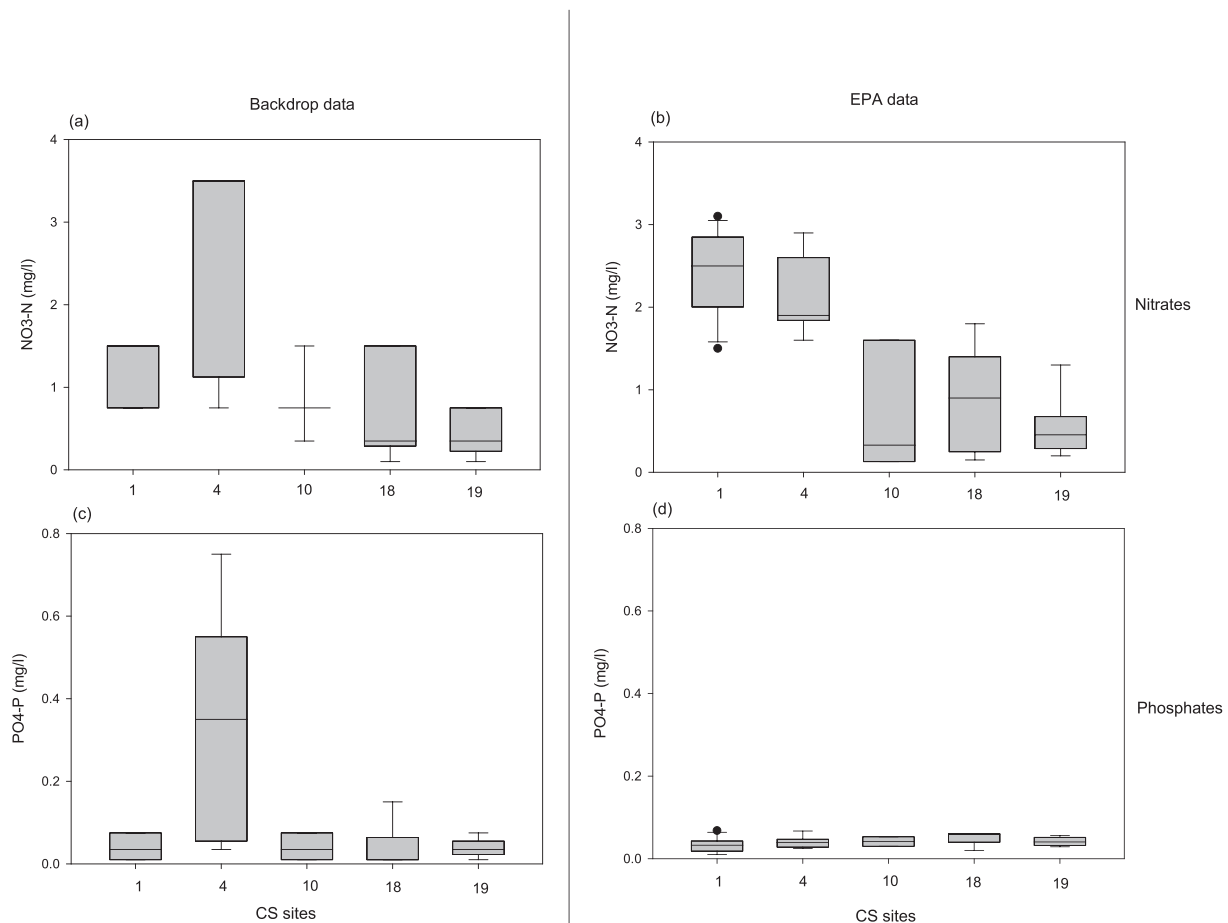 Backdrop data
EPA data
(a)
(b)
4
3
2
1
0
NO3-N (mg/l)
1 4 10 18 19
4
3
2
1
0
NO3-N (mg/l)
1 4 10 18 19
Nitrates
(c)
(d)
0.8
0.6
0.4
0.2
0.0
PO4-P (mg/l)
1 4 10 18 19
CS sites
0.8
0.6
0.4
0.2
0.0
PO4-P (mg/l)
1 4 10 18 19
CS sites
Phosphates